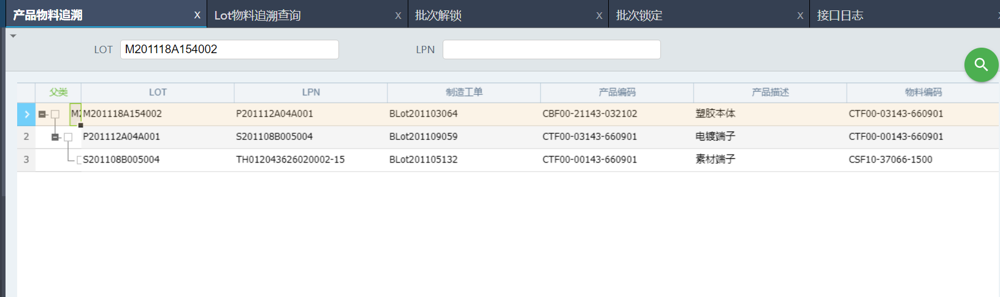 产品物料追溯 x Lot物料追溯查询 x 批次解锁 x 批次锁定 x 接口日志
LOT M201118A154002 LPN
父类 LOT LPN 制造工单 产品编码 产品描述 物料编码
M2 M201118A154002 P201112A04A001 BLot201103064 CBF00-21143-032102 塑胶本体 CTF00-03143-660901
2 P201112A04A001 S201108B005004 BLot201109059 CTF00-03143-660901 电镀端子 CTF00-00143-660901
3 S201108B005004 TH012043626020002-15 BLot201105132 CTF00-00143-660901 素材端子 CSF10-37066-1500